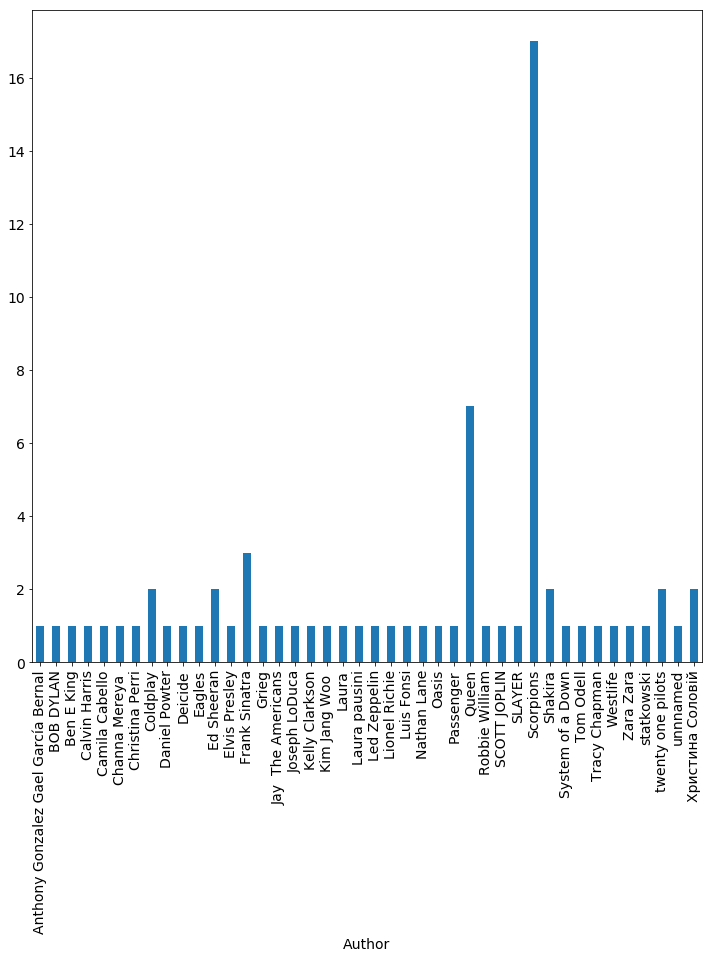 16
14
12
10
8
6
4
2
0
Anthony Gonzalez Gael García Bernal
BOB DYLAN
Ben E King
Calvin Harris
Camila Cabello
Channa Mereya
Christina Perri
Coldplay
Daniel Powter
Deicide
Eagles
Ed Sheeran
Elvis Presley
Frank Sinatra
Grieg
Jay  The Americans
Joseph LoDuca
Kelly Clarkson
Kim Jang Woo
Laura
Laura pausini
Led Zeppelin
Lionel Richie
Luis Fonsi
Nathan Lane
Oasis
Passenger
Queen
Robbie William
SCOTT JOPLIN
SLAYER
Scorpions
Shakira
System of a Down
Tom Odell
Tracy Chapman
Westlife
Zara Zara
statkowski
twenty one pilots
unnnamed
Христина Соловій
Author